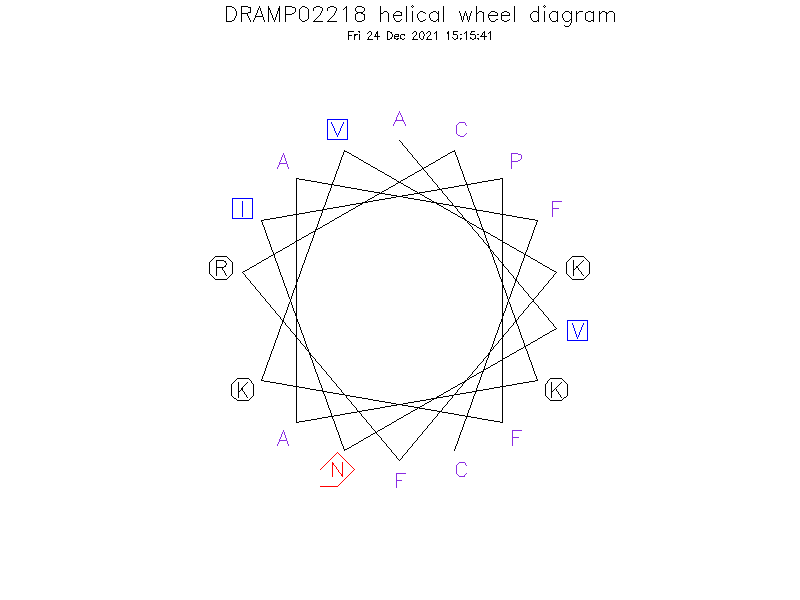 DRAMP02218 helical wheel diagram
Fri 24 Dec 2021 15:15:41
A
V C
A P
I F
R K
V
K K
A F
N C
F